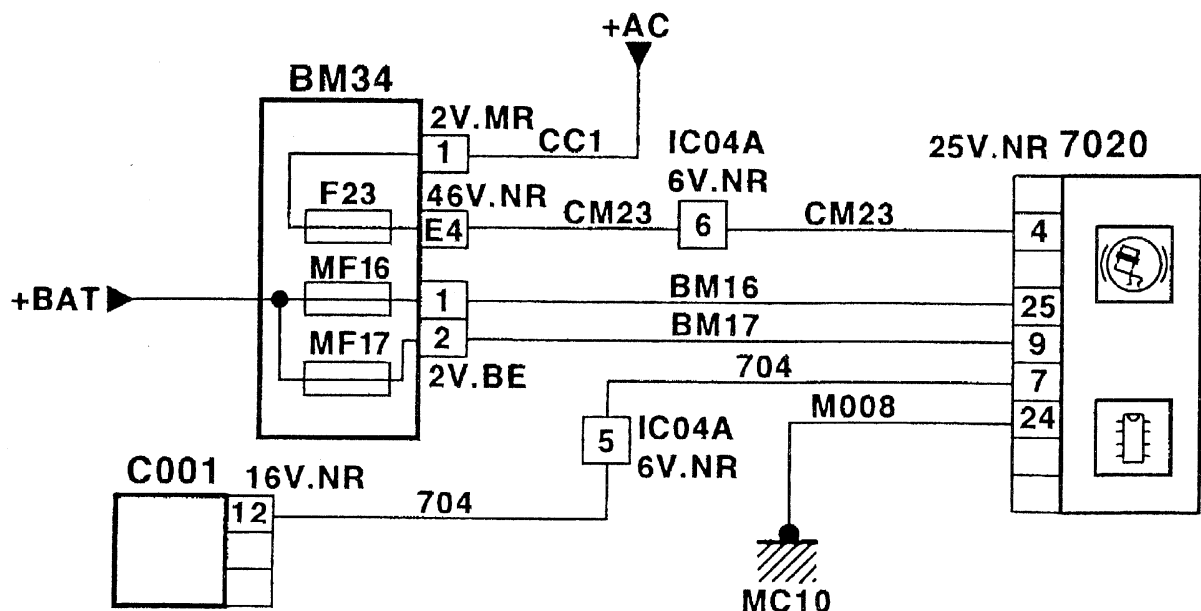 +AC
BM34
2V.MR
1
CC1
IC04A
6V.NR
25V.NR 7020
F23
46V.NR
E4
CM23
6
CM23
4
MF16
+BAT
1
BM16
25
MF17
2
BM17
9
2V.BE
704
7
M008
24
5
IC04A
6V.NR
C001
16V.NR
12
704
MC10